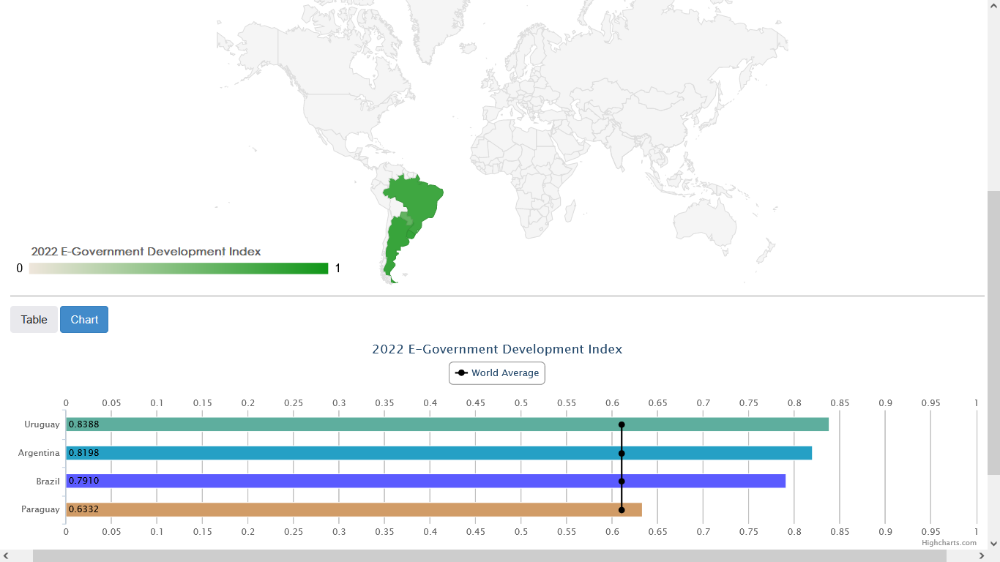 2022 E-Government Development Index
0 1
Table Chart
2022 E-Government Development Index
World Average
0 0.05 0.1 0.15 0.2 0.25 0.3 0.35 0.4 0.45 0.5 0.55 0.6 0.65 0.7 0.75 0.8 0.85 0.9 0.95 1
Uruguay 0.8388
Argentina 0.8198
Brazil 0.7910
Paraguay 0.6332
0 0.05 0.1 0.15 0.2 0.25 0.3 0.35 0.4 0.45 0.5 0.55 0.6 0.65 0.7 0.75 0.8 0.85 0.9 0.95 1
Highcharts.com